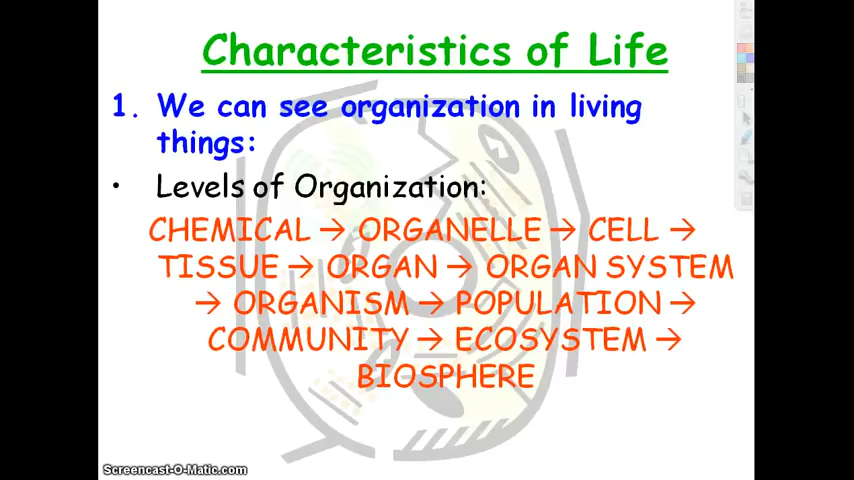 Characteristics of Life
1. We can see organization in living
things:
• Levels of Organization:
CHEMICAL → ORGANELLE → CELL →
TISSUE → ORGAN → ORGAN SYSTEM
→ ORGANISM → POPULATION →
COMMUNITY → ECOSYSTEM →
BIOSPHERE
Screencast-O-Matic.com